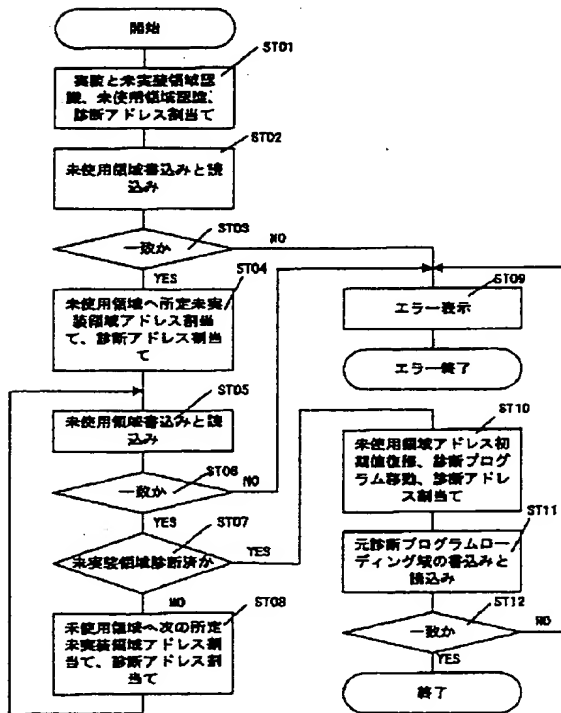 開始
ST01
実装と未実装領域認
識、未使用領域認識、
診断アドレス割当て
ST02
未使用領域書込みと読
込み
ST03
一致か
NO
YES
ST04
未使用領域へ所定未実
装領域アドレス割当
て、診断アドレス割当
て
ST05
未使用領域書込みと読
込み
ST06
一致か
NO
YES
ST07
未実装領域診断済か
YES
NO
ST08
未使用領域へ次の所定
未実装領域アドレス割
当て、診断アドレス割
当て
ST09
エラー表示
エラー終了
ST10
未使用領域アドレス初
期値復帰、診断プログ
ラム移動、診断アドレ
ス割当て
ST11
元診断プログラムロー
ディング域の書込みと
読込み
ST12
一致か
NO
YES
終了